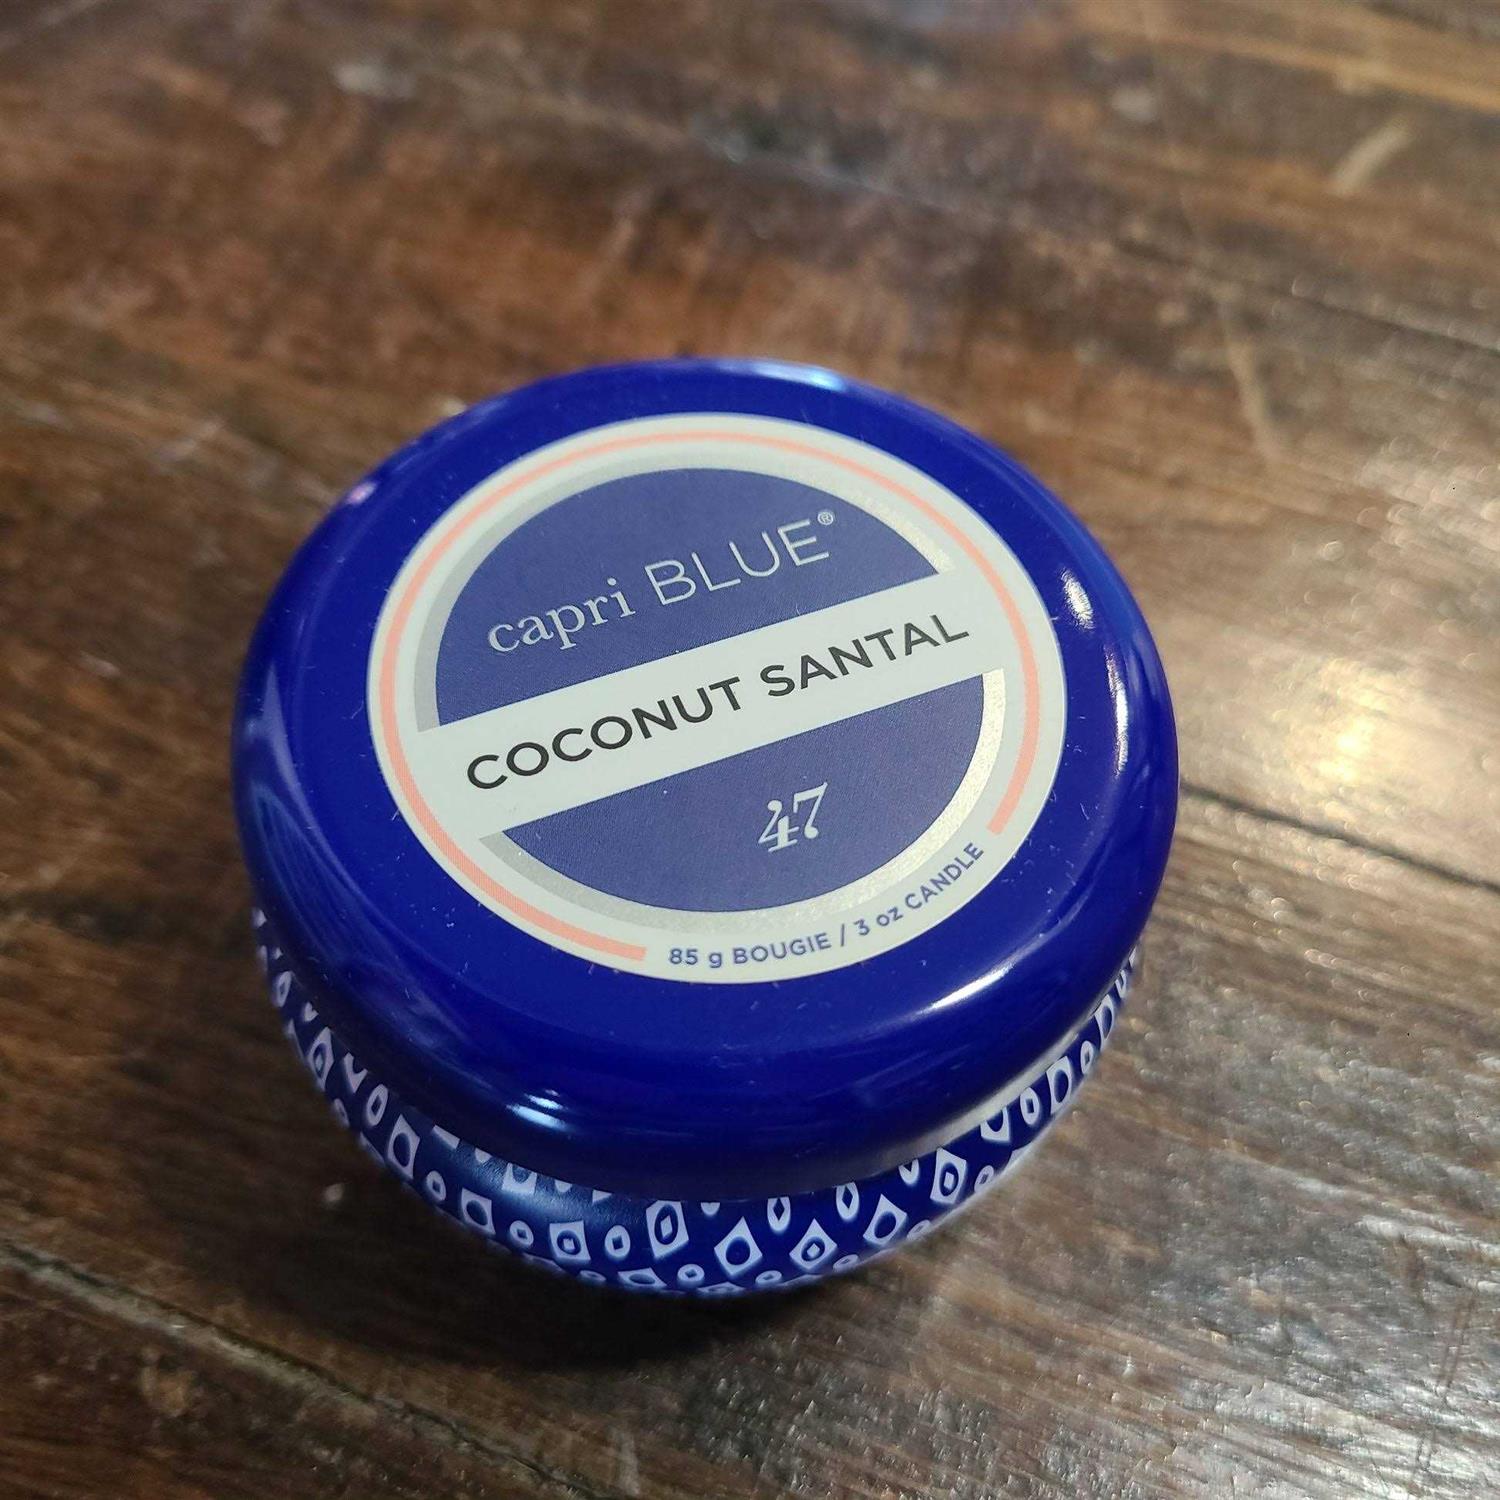 capri BLUE®
COCONUT SANTAL
47
85 g BOUGIE / 3 oz CANDLE